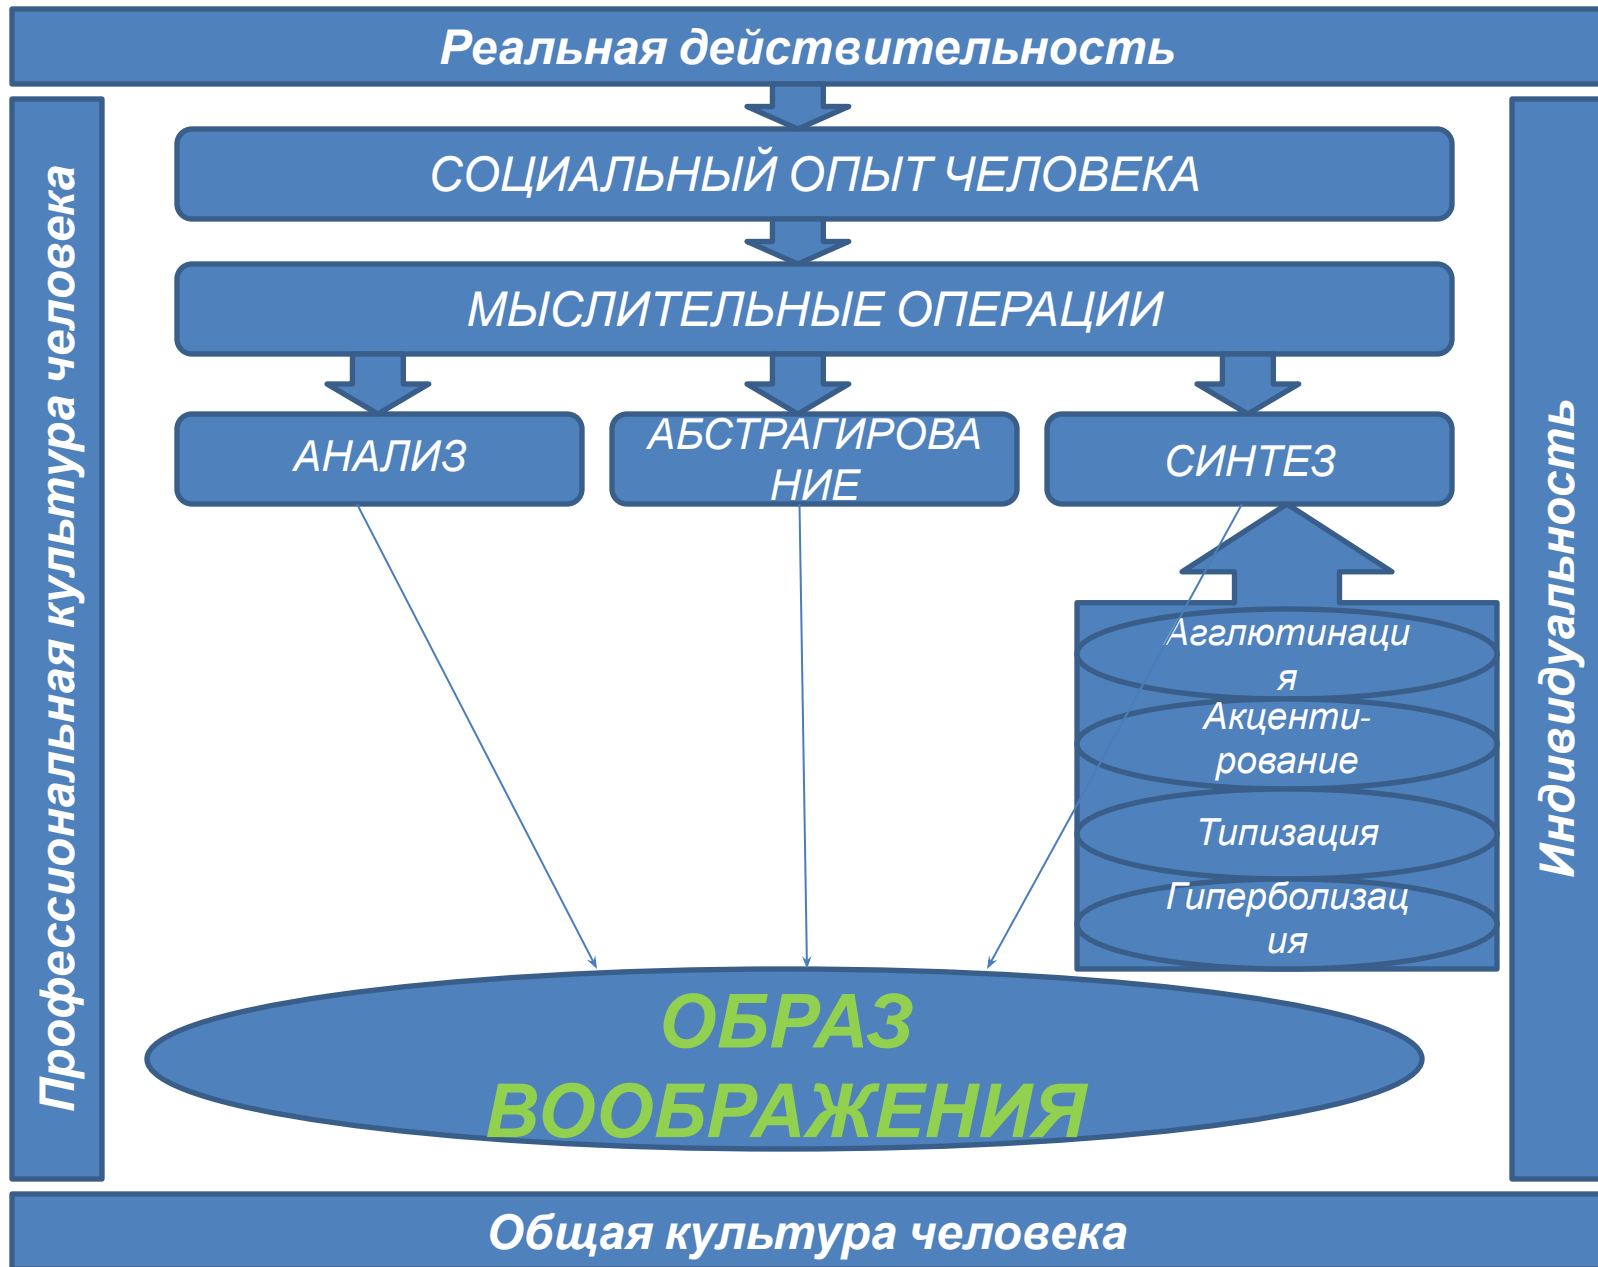 Реальная действительность
Профессиональная культура человека
СОЦИАЛЬНЫЙ ОПЫТ ЧЕЛОВЕКА
МЫСЛИТЕЛЬНЫЕ ОПЕРАЦИИ
АНАЛИЗ
АБСТРАГИРОВА
НИЕ
СИНТЕЗ
Агглютинаци
я
Акценти-
рование
Типизация
Гиперболизац
ия
Индивидуальность
ОБРАЗ
ВООБРАЖЕНИЯ
Общая культура человека